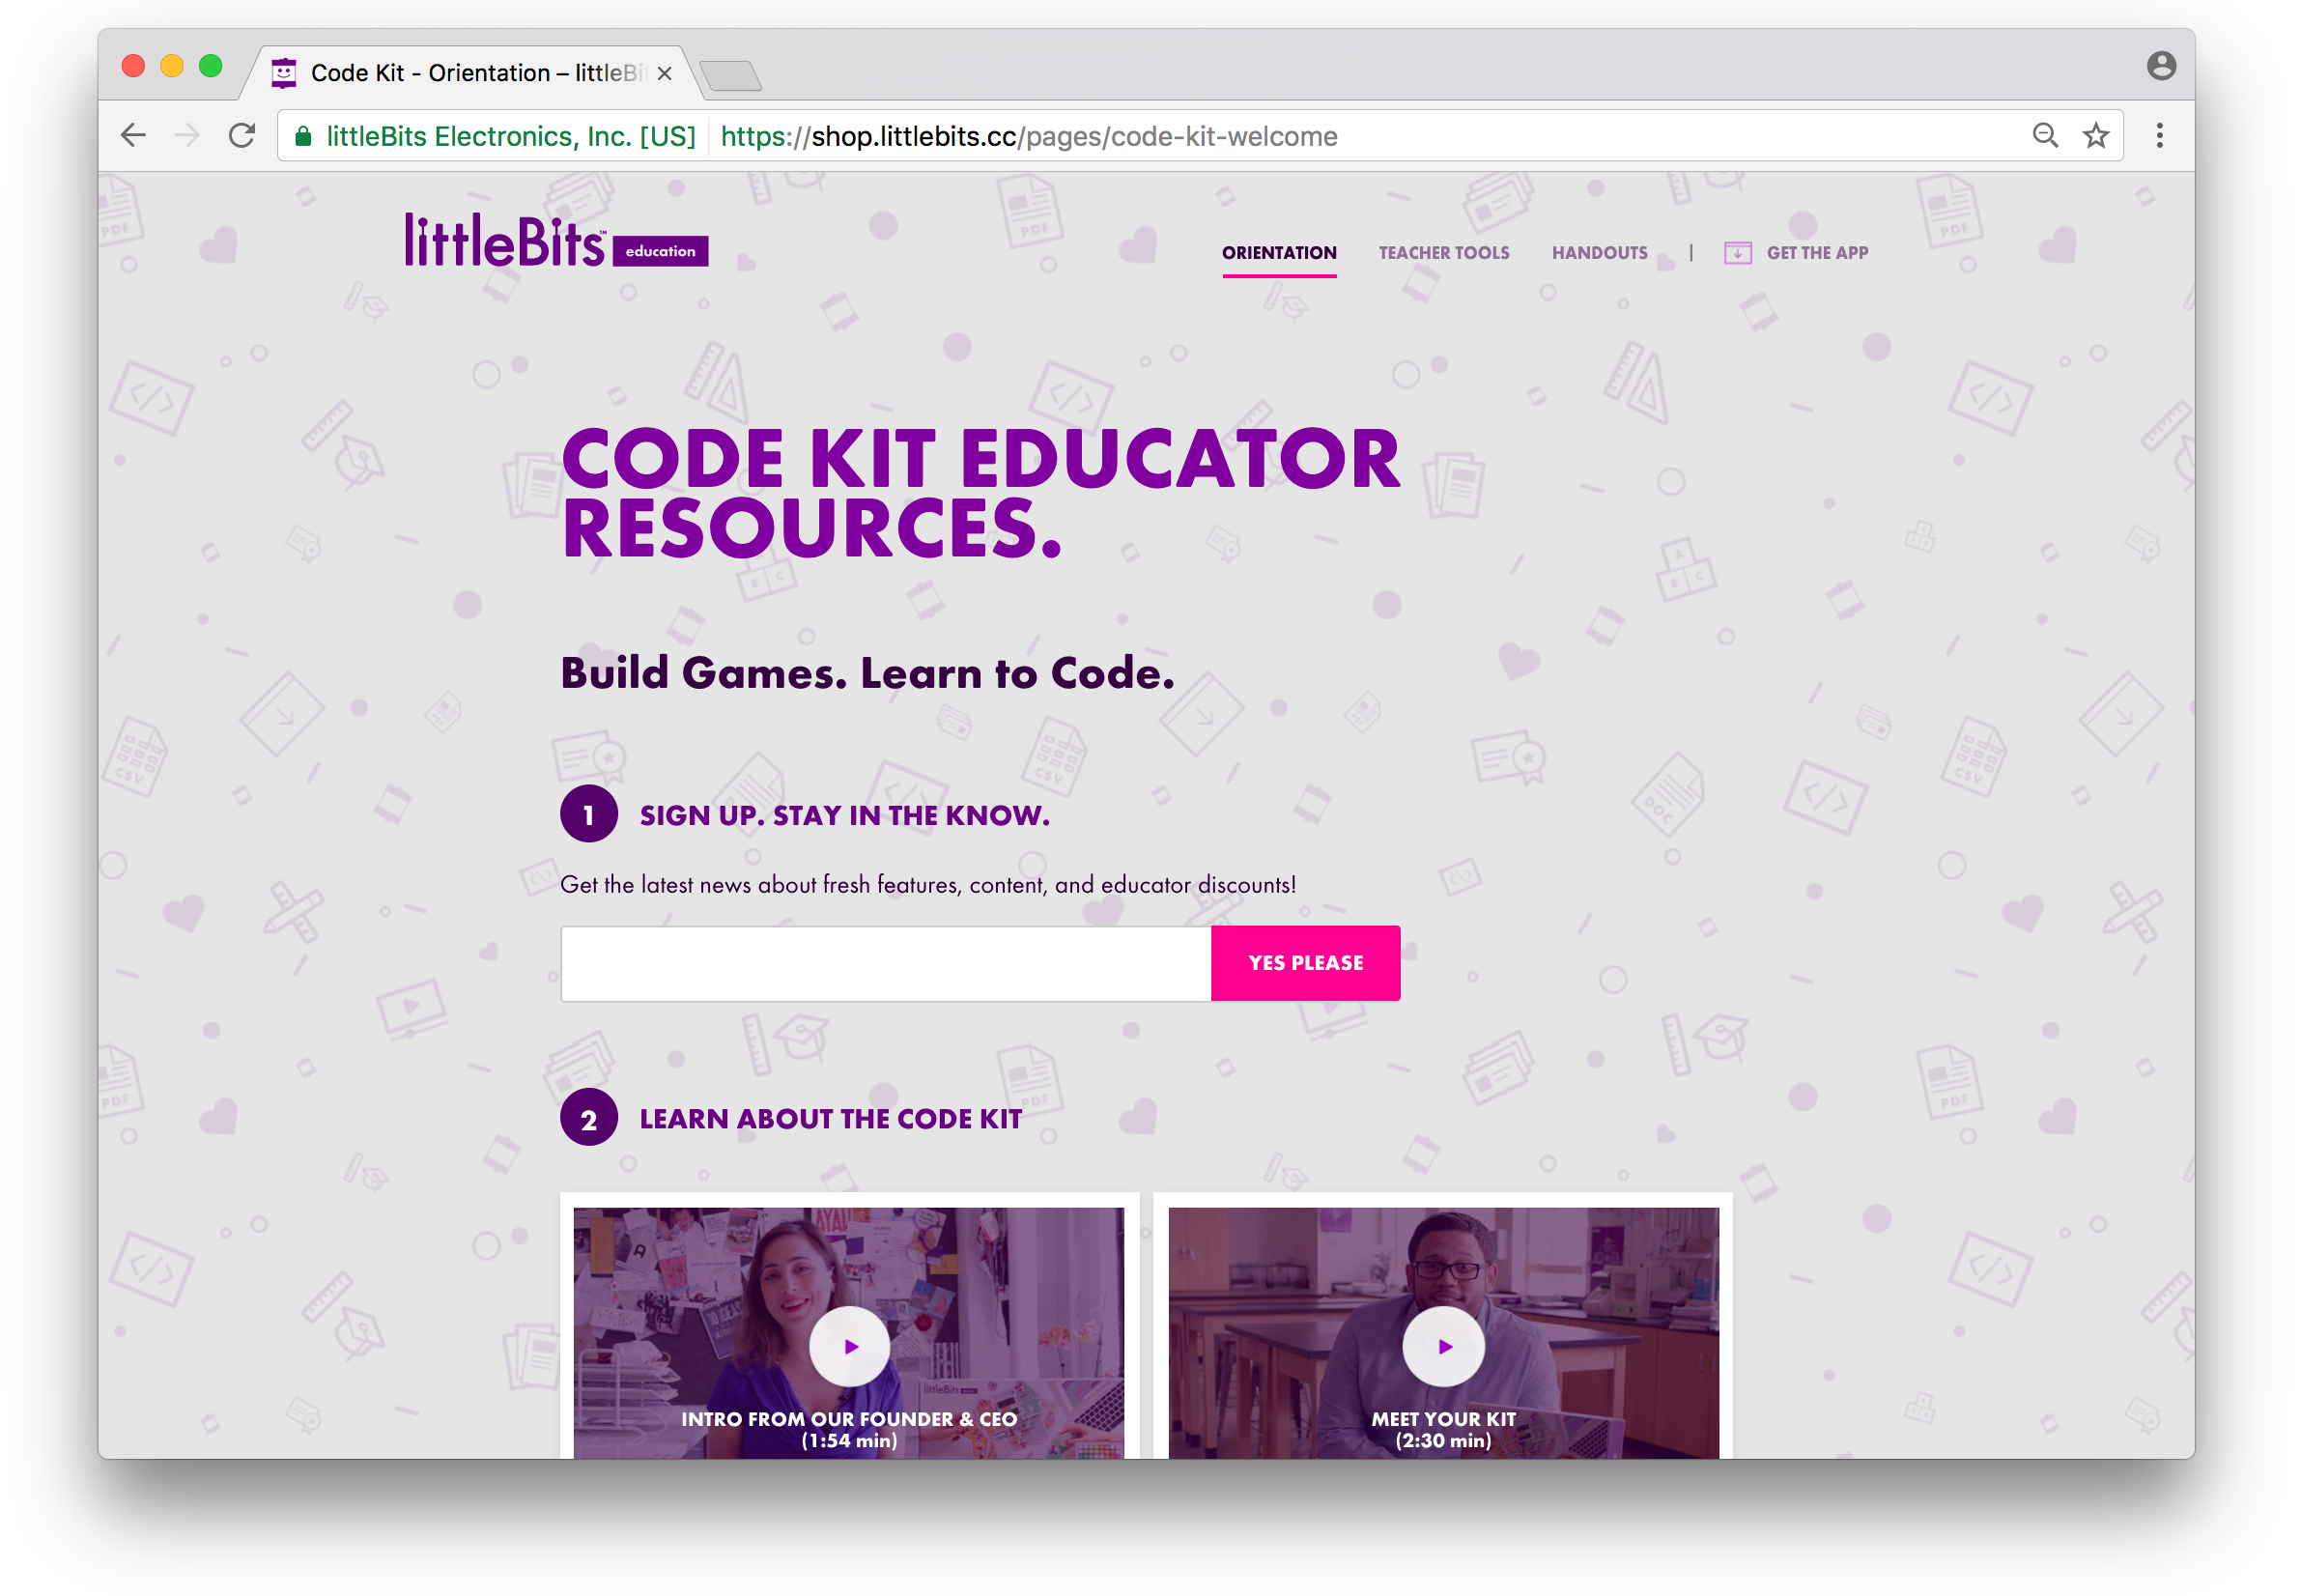 Code Kit - Orientation – littleBi
littleBits Electronics, Inc. [US] https://shop.littlebits.cc/pages/code-kit-welcome
littleBits™ education
ORIENTATION TEACHER TOOLS HANDOUTS | GET THE APP
CODE KIT EDUCATOR
RESOURCES.
Build Games. Learn to Code.
1 SIGN UP. STAY IN THE KNOW.
Get the latest news about fresh features, content, and educator discounts!
YES PLEASE
2 LEARN ABOUT THE CODE KIT
INTRO FROM OUR FOUNDER & CEO
(1:54 min)
MEET YOUR KIT
(2:30 min)